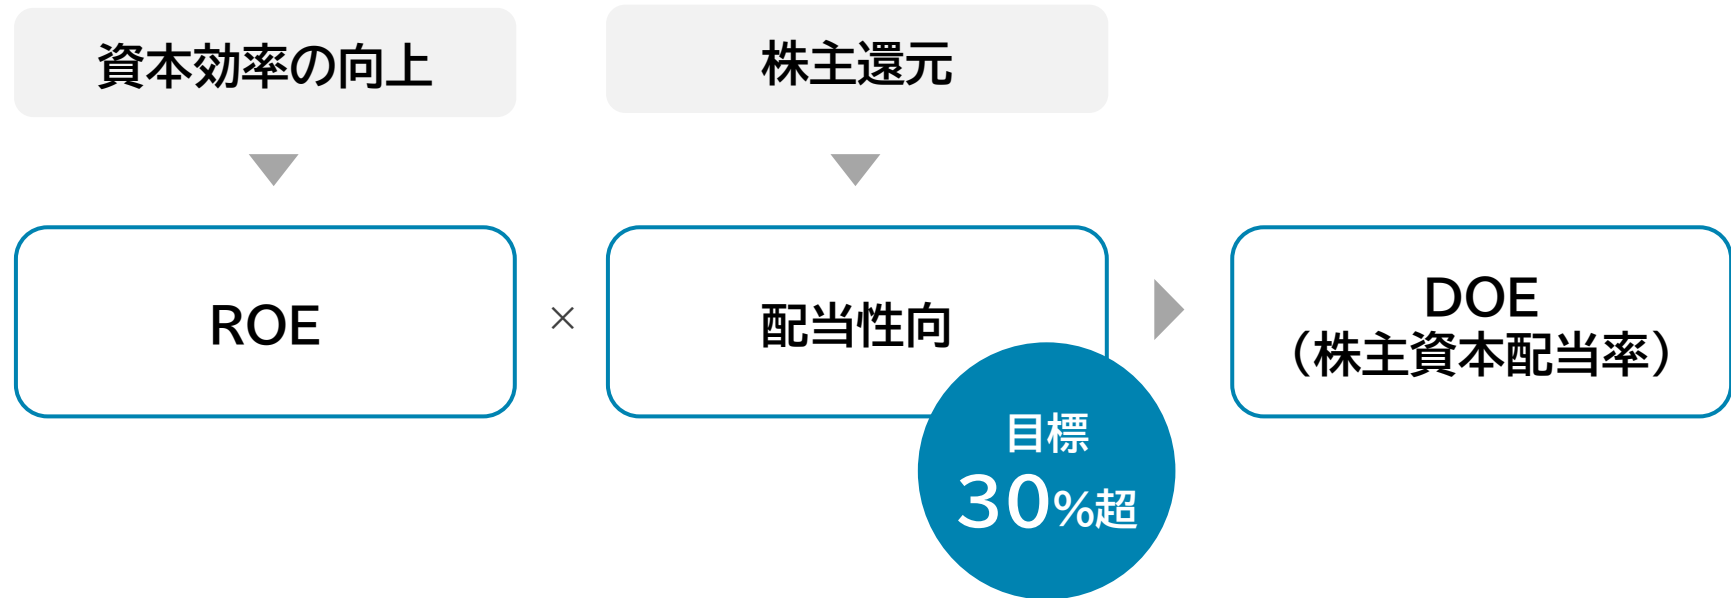 資本効率の向上
株主還元
ROE
×
配当性向
DOE
（株主資本配当率）
目標
30%超